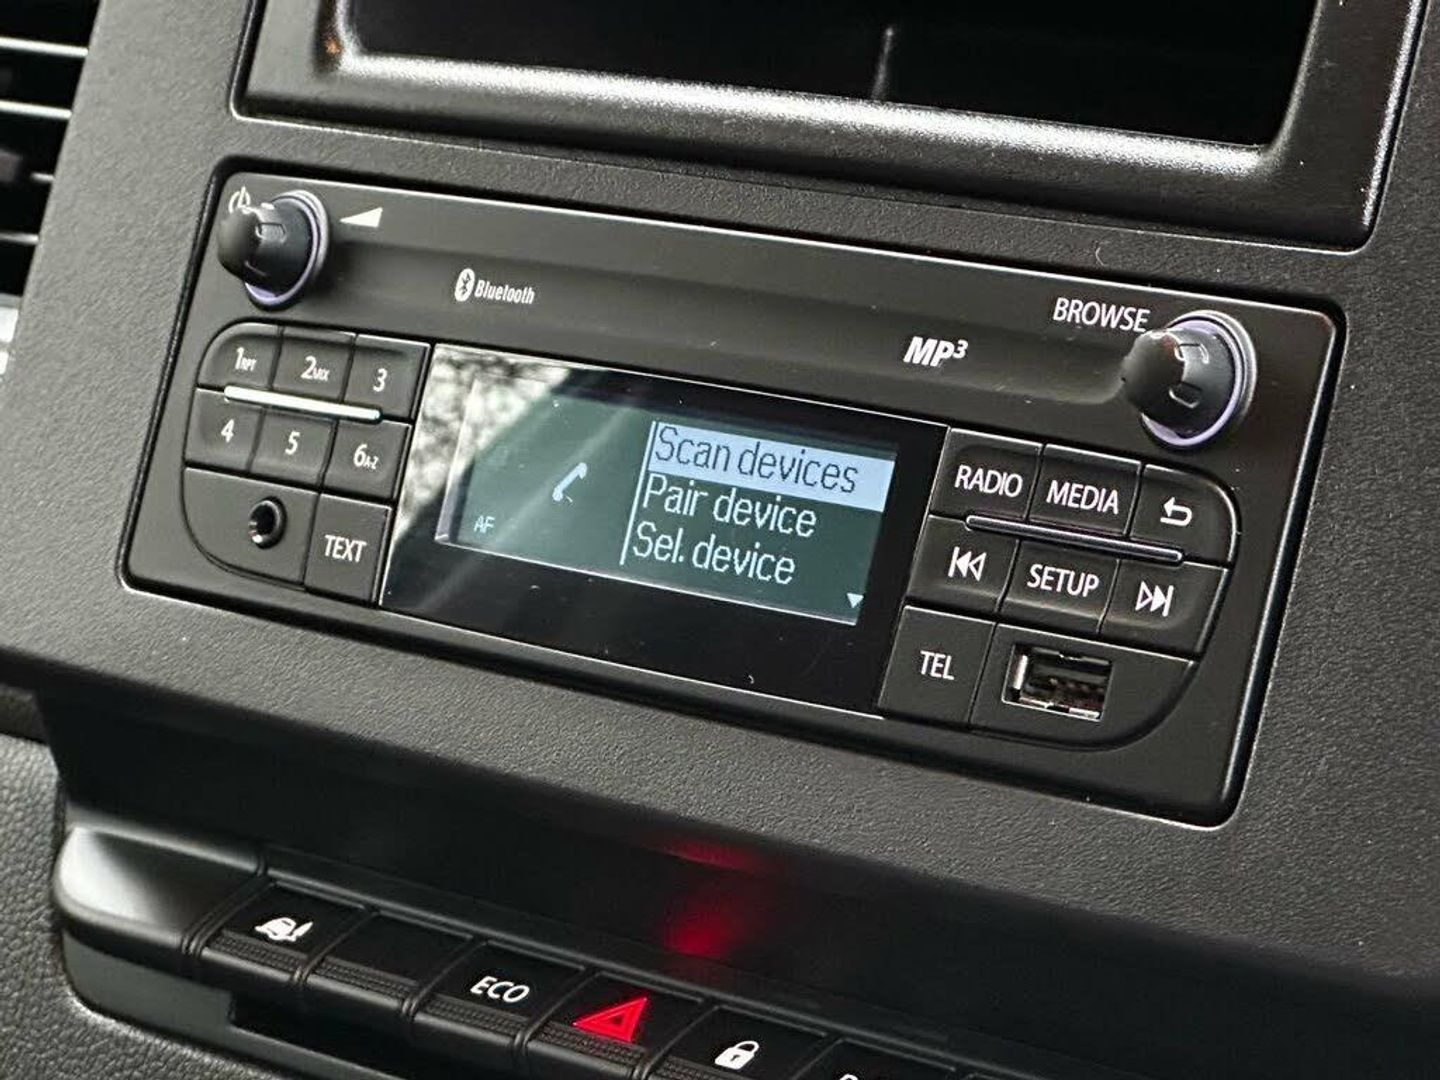 Bluetooth
BROWSE
MP3
1RPT
2MIX
3
4
5
6A-Z
TEXT
AF
Scan devices
Pair device
Sel. device
RADIO
MEDIA
SETUP
TEL
ECO